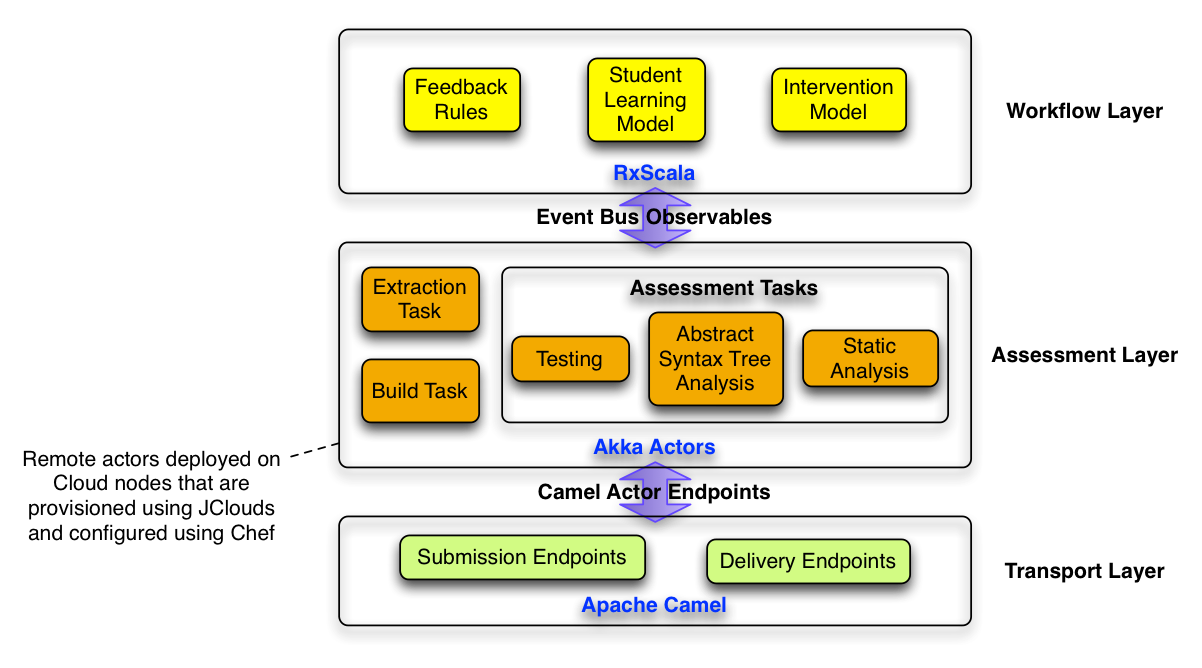 Feedback
Rules
Student
Learning
Model
Intervention
Model
Workflow Layer
RxScala
Event Bus Observables
Extraction
Task
Build Task
Assessment Tasks
Testing
Abstract
Syntax Tree
Analysis
Static
Analysis
Assessment Layer
Akka Actors
Remote actors deployed on
Cloud nodes that are
provisioned using JClouds
and configured using Chef
Camel Actor Endpoints
Submission Endpoints
Delivery Endpoints
Transport Layer
Apache Camel